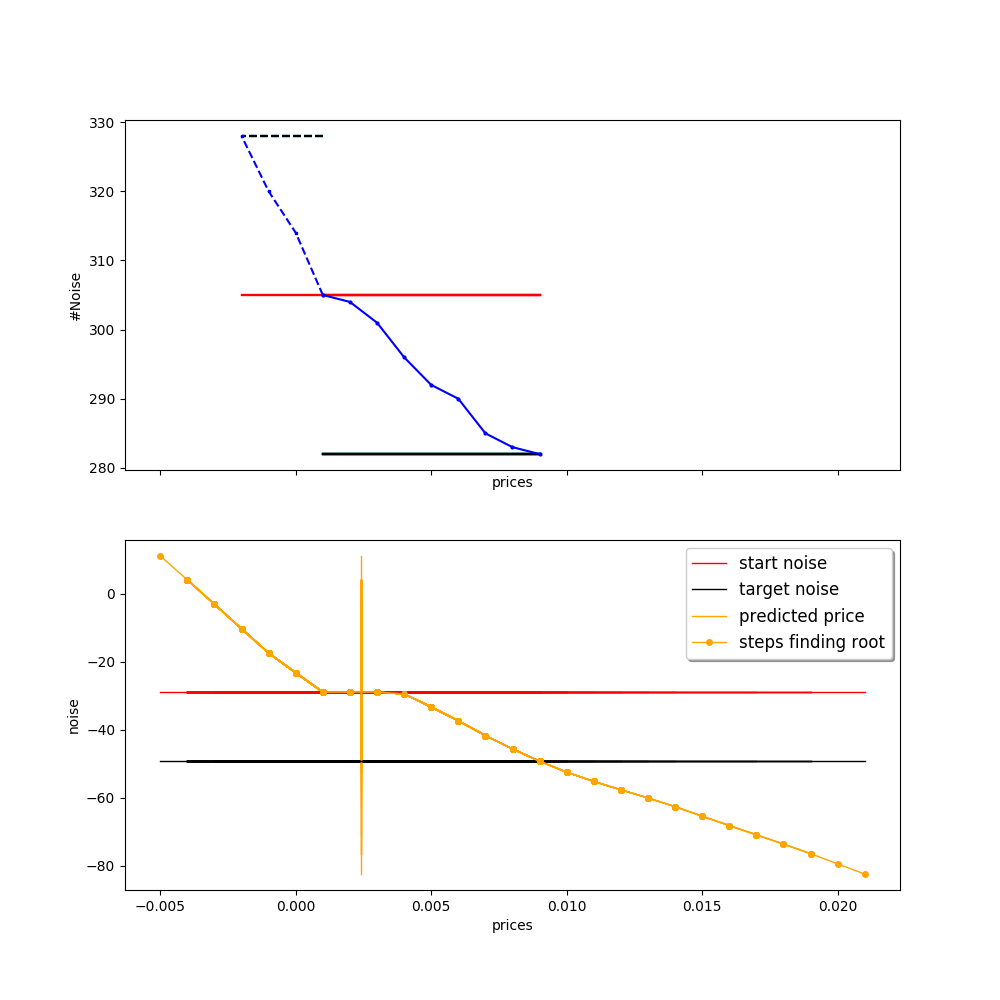 330
320
310
300
290
280
#Noise
prices
0
−20
−40
−60
−80
noise
start noise
target noise
predicted price
steps finding root
−0.005 0.000 0.005 0.010 0.015 0.020
prices